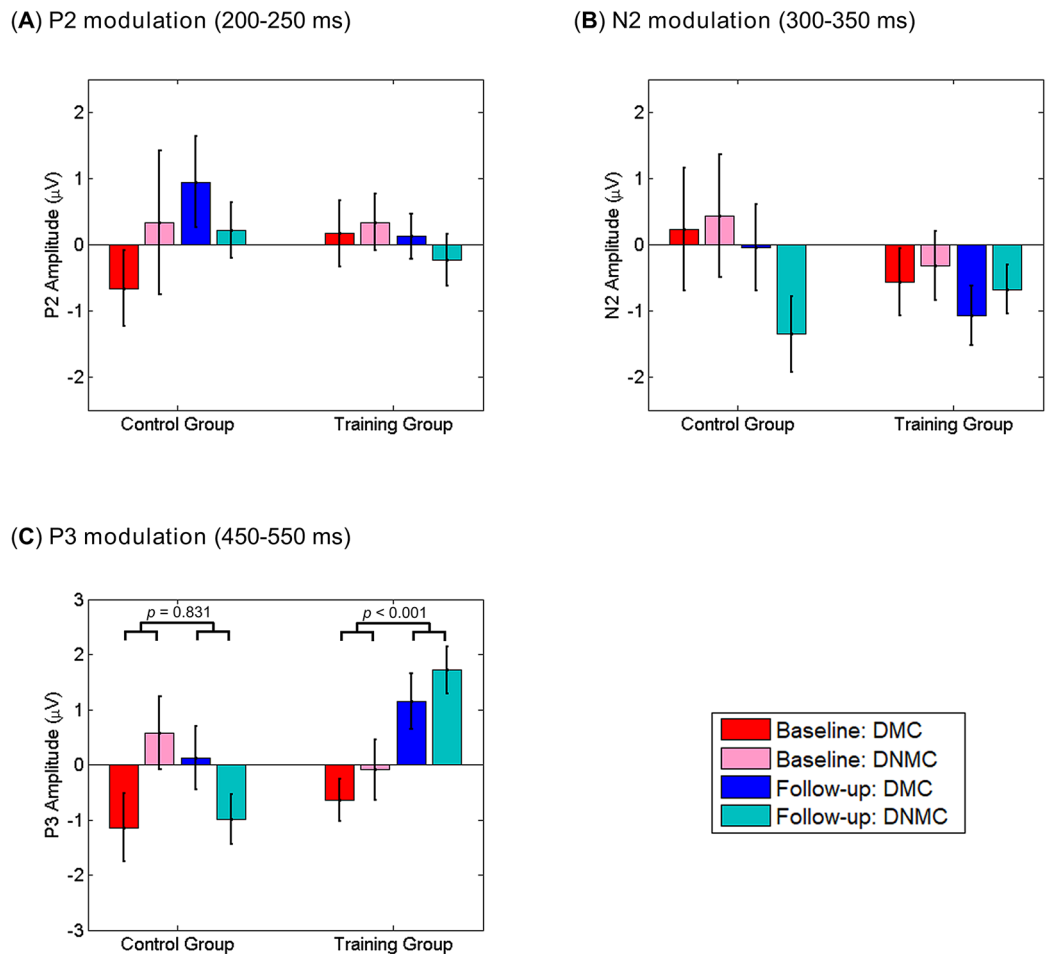 (A) P2 modulation (200-250 ms)
2
1
0
-1
-2
P2 Amplitude (μV)
Control Group
Training Group
(B) N2 modulation (300-350 ms)
2
1
0
-1
-2
N2 Amplitude (μV)
Control Group
Training Group
(C) P3 modulation (450-550 ms)
3
2
1
0
-1
-2
-3
P3 Amplitude (μV)
p = 0.831
p < 0.001
Control Group
Training Group
Baseline: DMC
Baseline: DNMC
Follow-up: DMC
Follow-up: DNMC